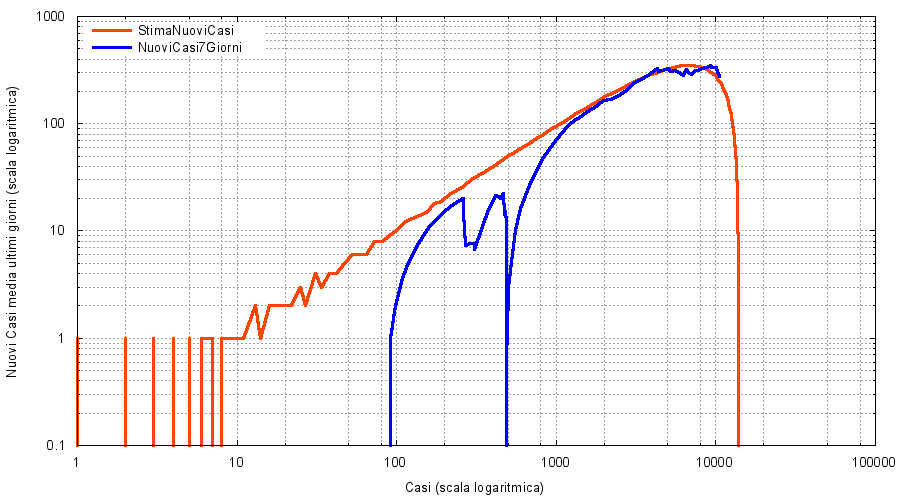 1000
StimaNuoviCasi
NuoviCasi7Giorni
100
10
1
0.1
Nuovi Casi media ultimi giorni (scala logaritmica)
1 10 100 1000 10000 100000
Casi (scala logaritmica)